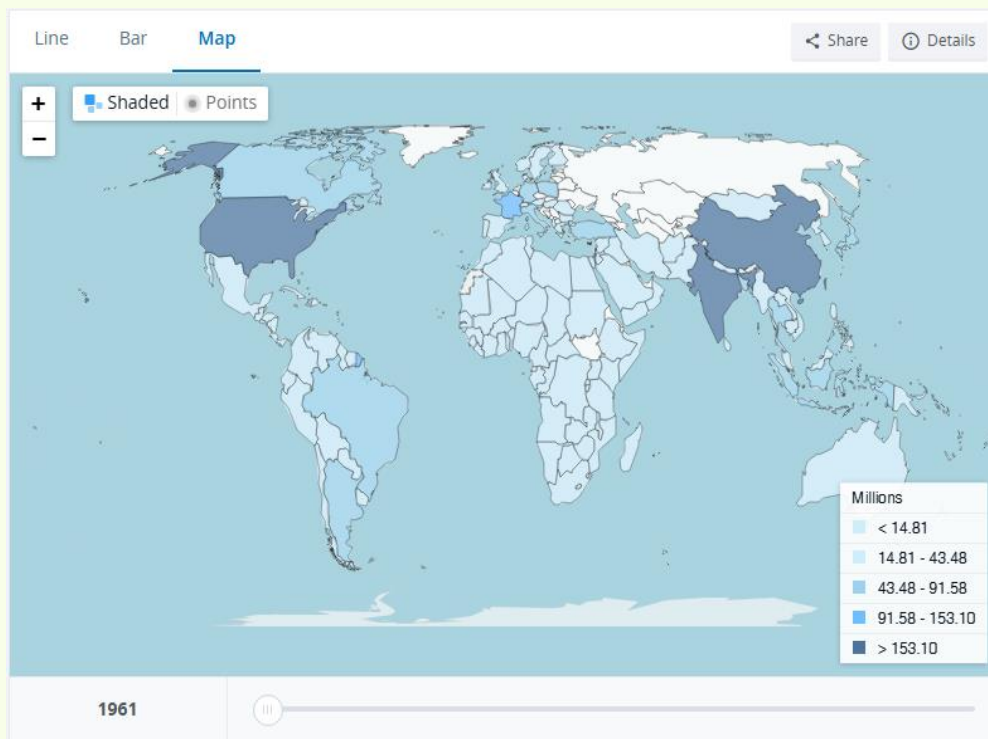 Line Bar Map Share Details
+ Shaded Points
−
Millions
< 14.81
14.81 - 43.48
43.48 - 91.58
91.58 - 153.10
> 153.10
1961